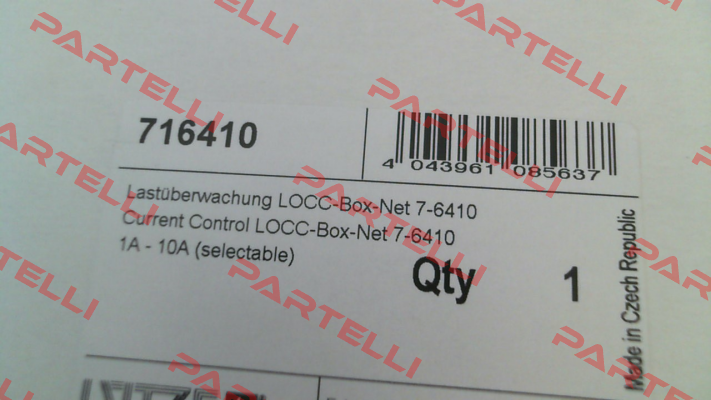 716410
4 043961 085637
Lastüberwachung LOCC-Box-Net 7-6410
Current Control LOCC-Box-Net 7-6410
1A - 10A (selectable)
Qty 1
Made in Czech Republic
PARTELLI
PARTELLI
PARTELLI
PARTELLI
PARTELLI
PARTELLI
PARTELLI